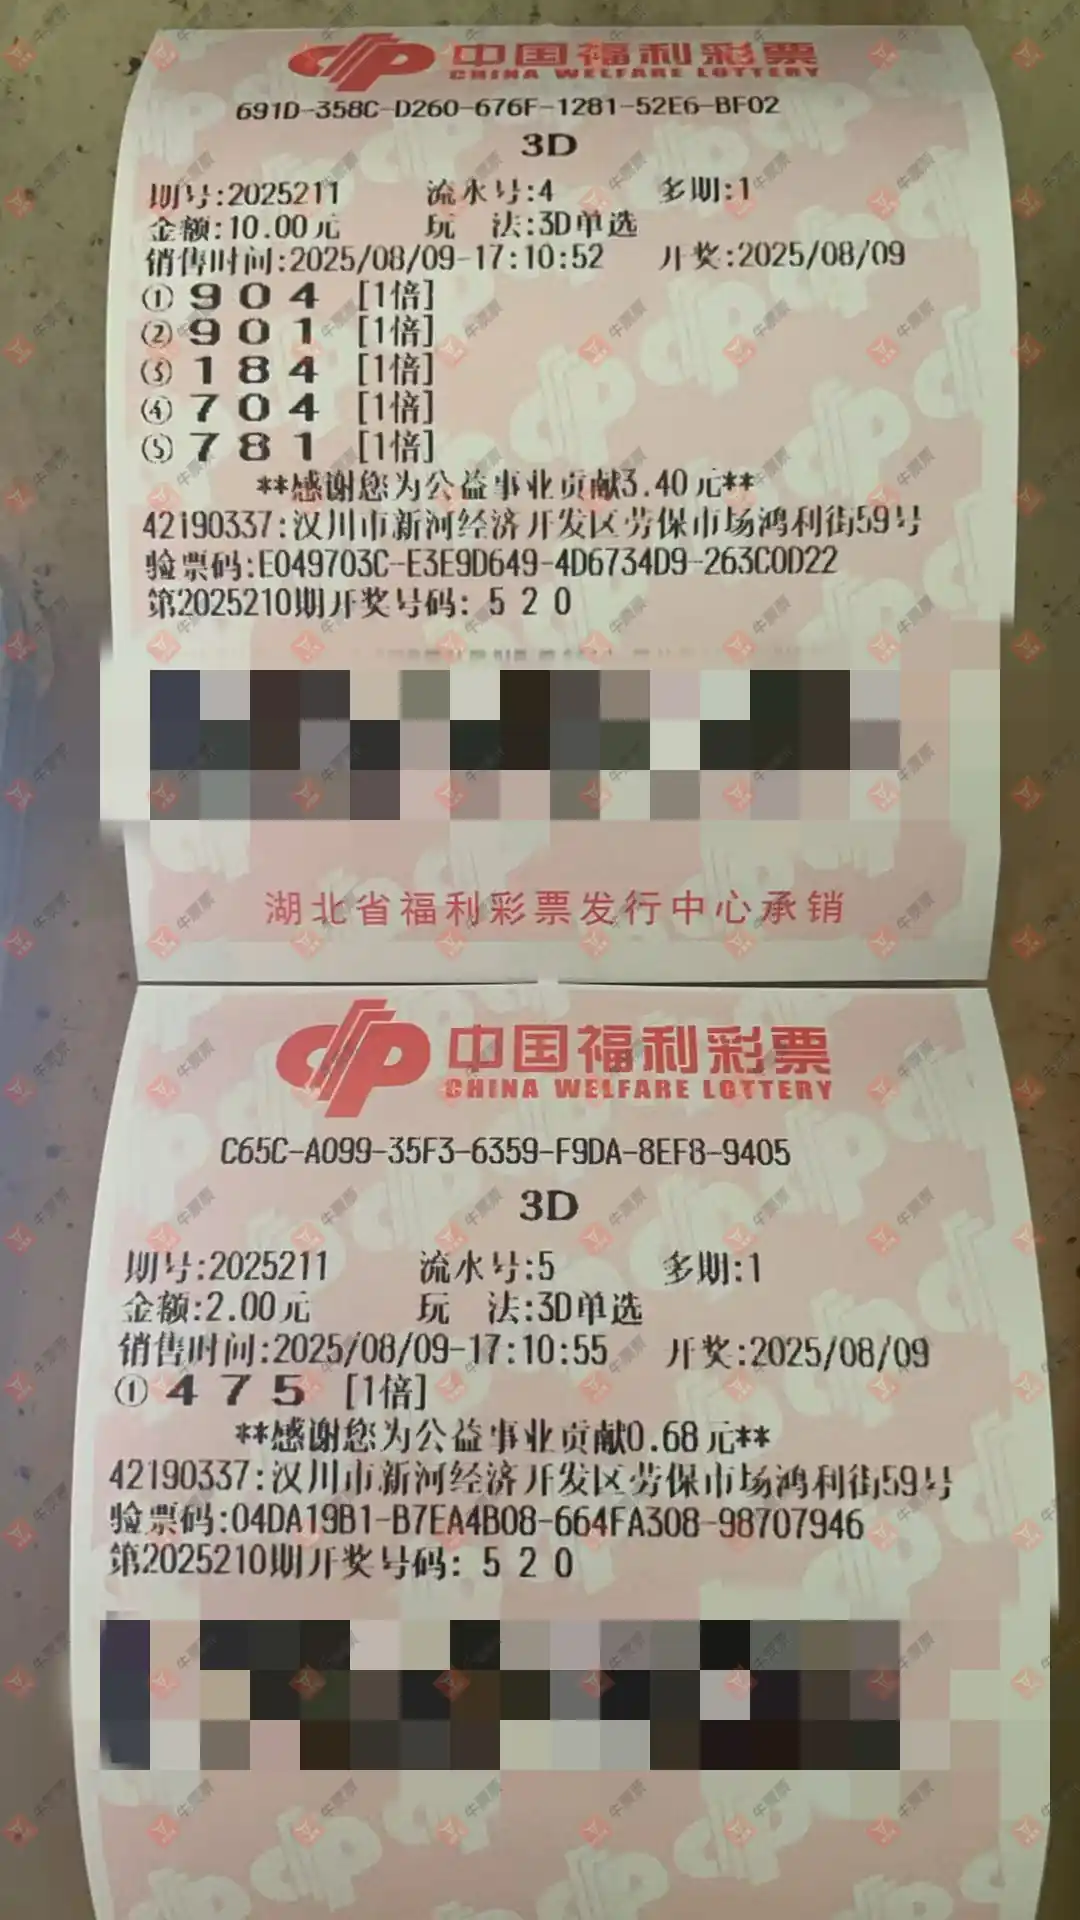 中国福利彩票
CHINA WELFARE LOTTERY
691D-358C-D260-676F-1281-52E6-BF02
3D
期号:2025211 流水号:4 多期:1
金额:10.00元 玩 法:3D单选
销售时间:2025/08/09-17:10:52 开奖:2025/08/09
① 9 0 4 [1倍]
② 9 0 1 [1倍]
③ 1 8 4 [1倍]
④ 7 0 4 [1倍]
⑤ 7 8 1 [1倍]
**感谢您为公益事业贡献3.40元**
42190337:汉川市新河经济开发区劳保市场鸿利街59号
验票码:E049703C-E3E9D649-4D6734D9-263C0D22
第2025210期开奖号码: 5 2 0
湖北省福利彩票发行中心承销
中国福利彩票
CHINA WELFARE LOTTERY
C65C-A099-35F3-6359-F9DA-8EF8-9405
3D
期号:2025211 流水号:5 多期:1
金额:2.00元 玩 法:3D单选
销售时间:2025/08/09-17:10:55 开奖:2025/08/09
① 4 7 5 [1倍]
**感谢您为公益事业贡献0.68元**
42190337:汉川市新河经济开发区劳保市场鸿利街59号
验票码:04DA19B1-B7EA4B08-664FA308-98707946
第2025210期开奖号码: 5 2 0